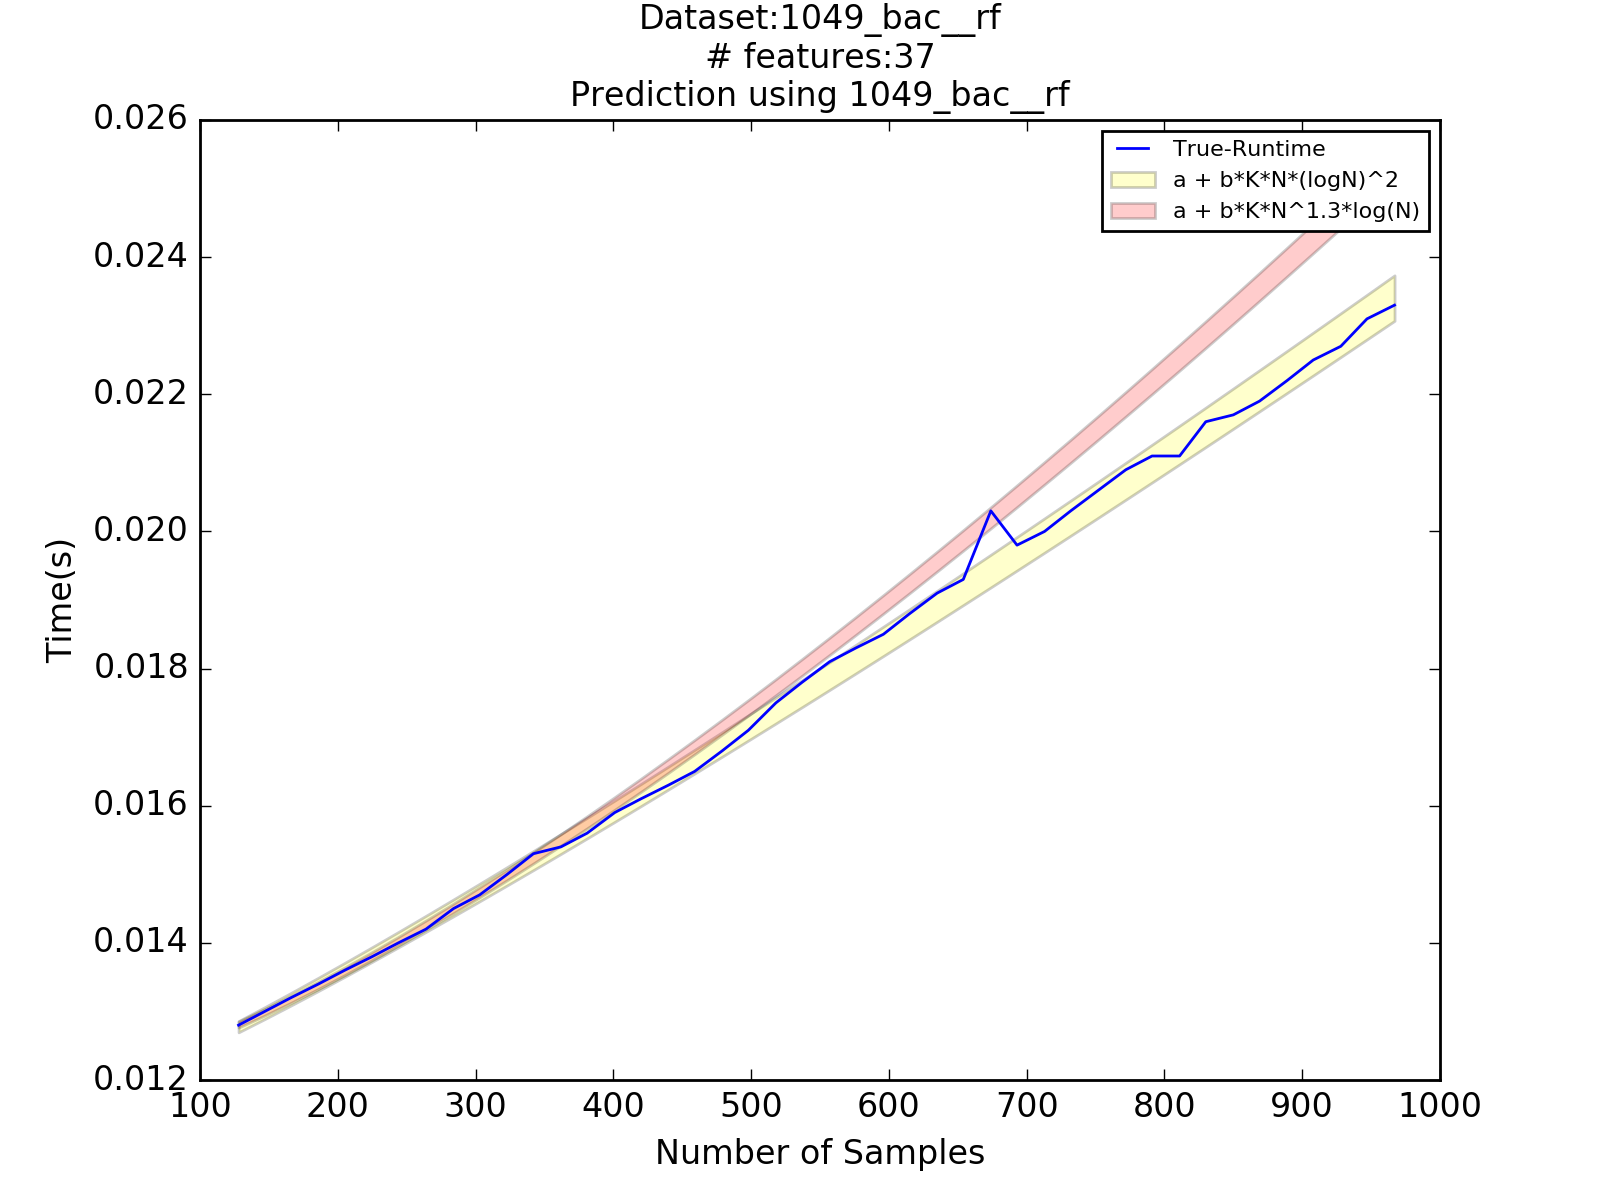 Dataset:1049_bac__rf
# features:37
Prediction using 1049_bac__rf
True-Runtime
a + b*K*N*(logN)^2
a + b*K*N^1.3*log(N)
0.026
0.024
0.022
0.020
0.018
0.016
0.014
0.012
Time(s)
100 200 300 400 500 600 700 800 900 1000
Number of Samples